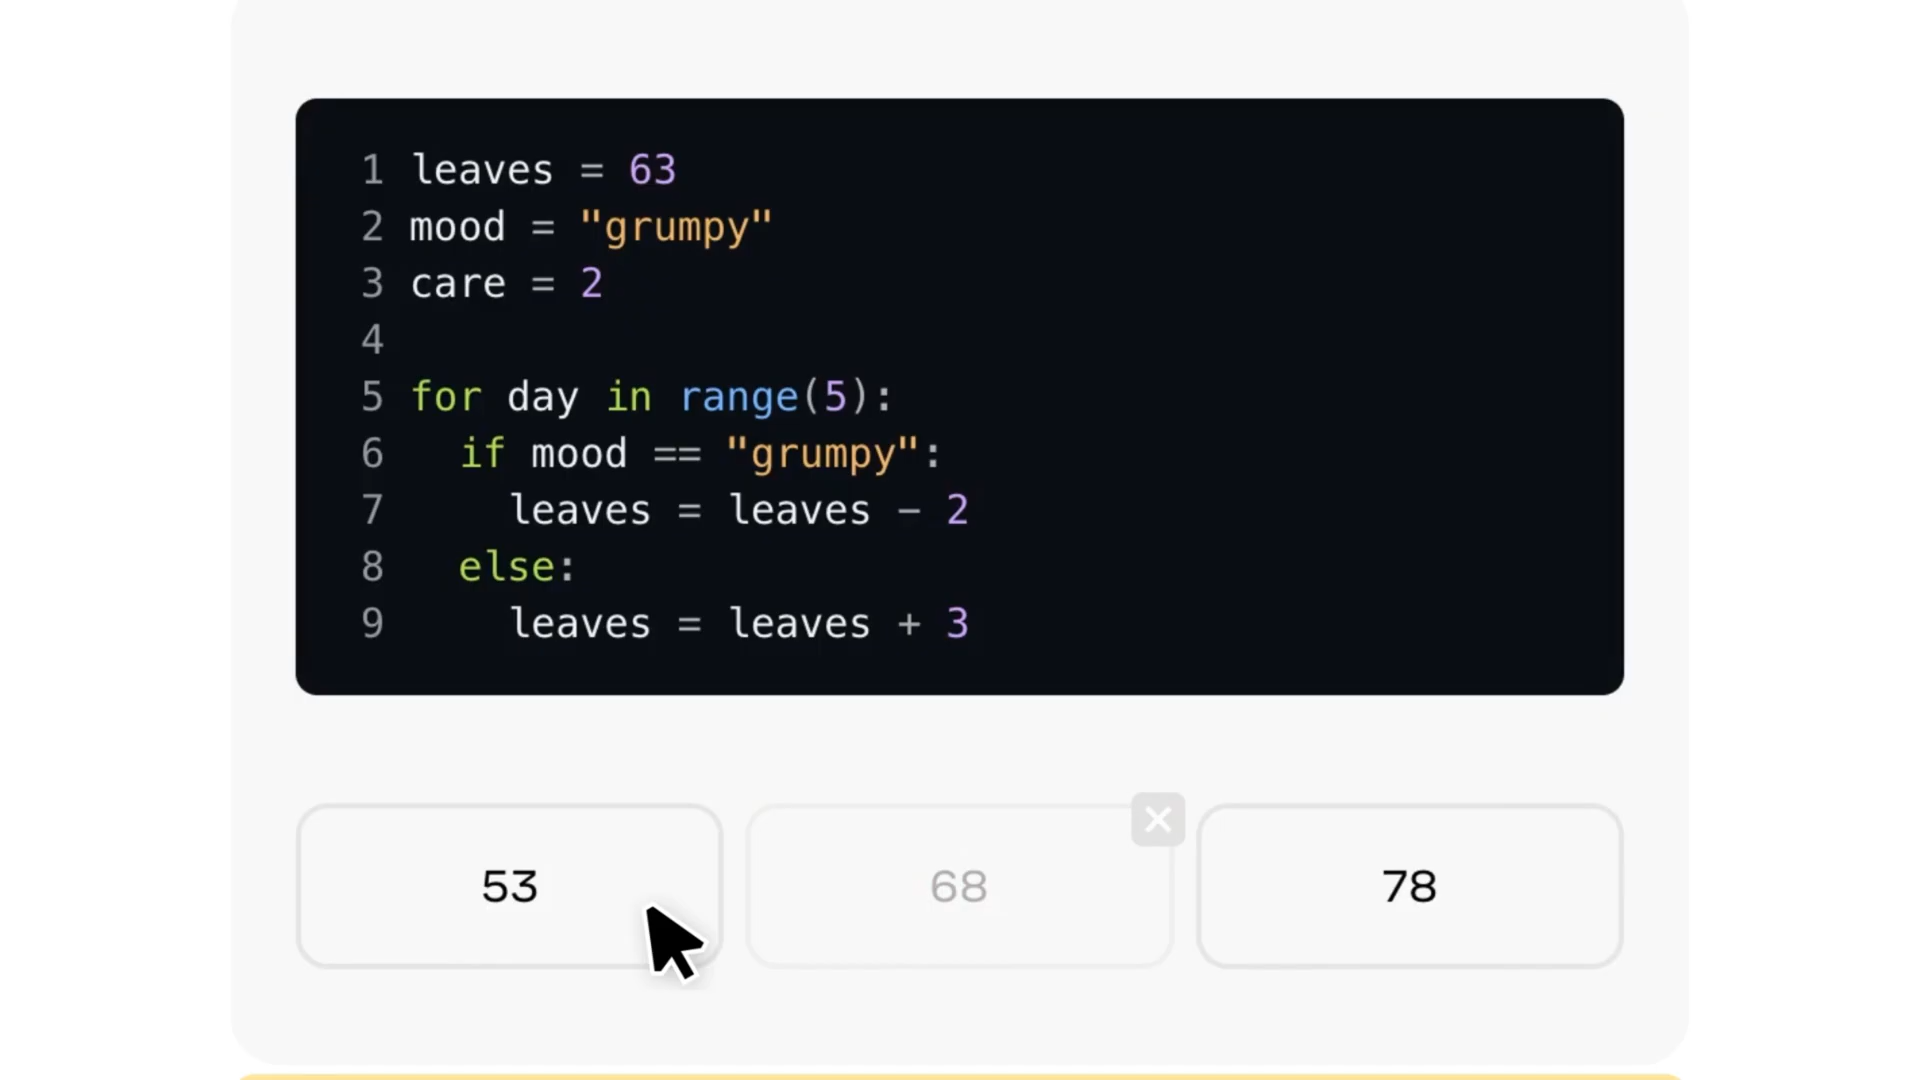 1 leaves = 63
2 mood = "grumpy"
3 care = 2
4
5 for day in range(5):
6   if mood == "grumpy":
7     leaves = leaves - 2
8   else:
9     leaves = leaves + 3
53
68
78